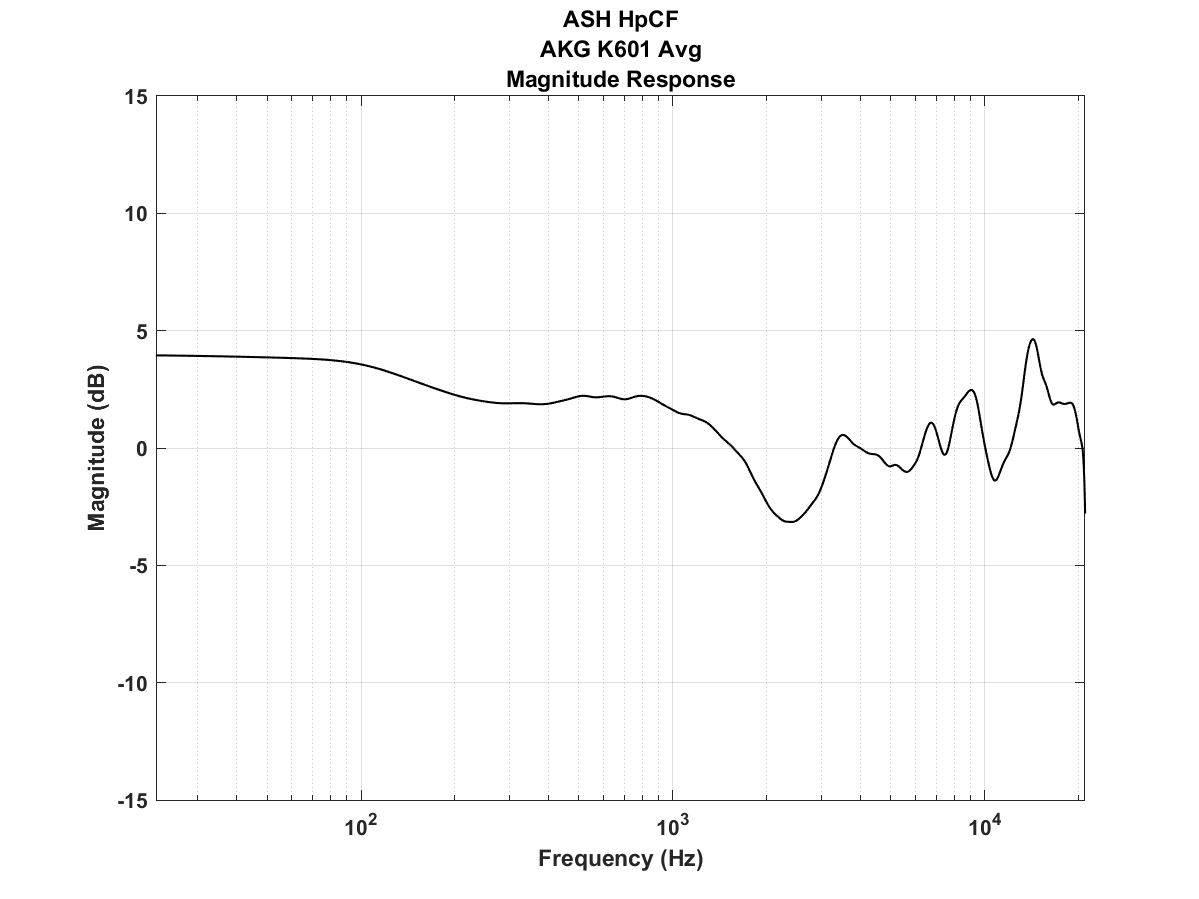 ASH HpCF
AKG K601 Avg
Magnitude Response
15
10
5
0
-5
-10
-15
Magnitude (dB)
10²
10³
10⁴
Frequency (Hz)